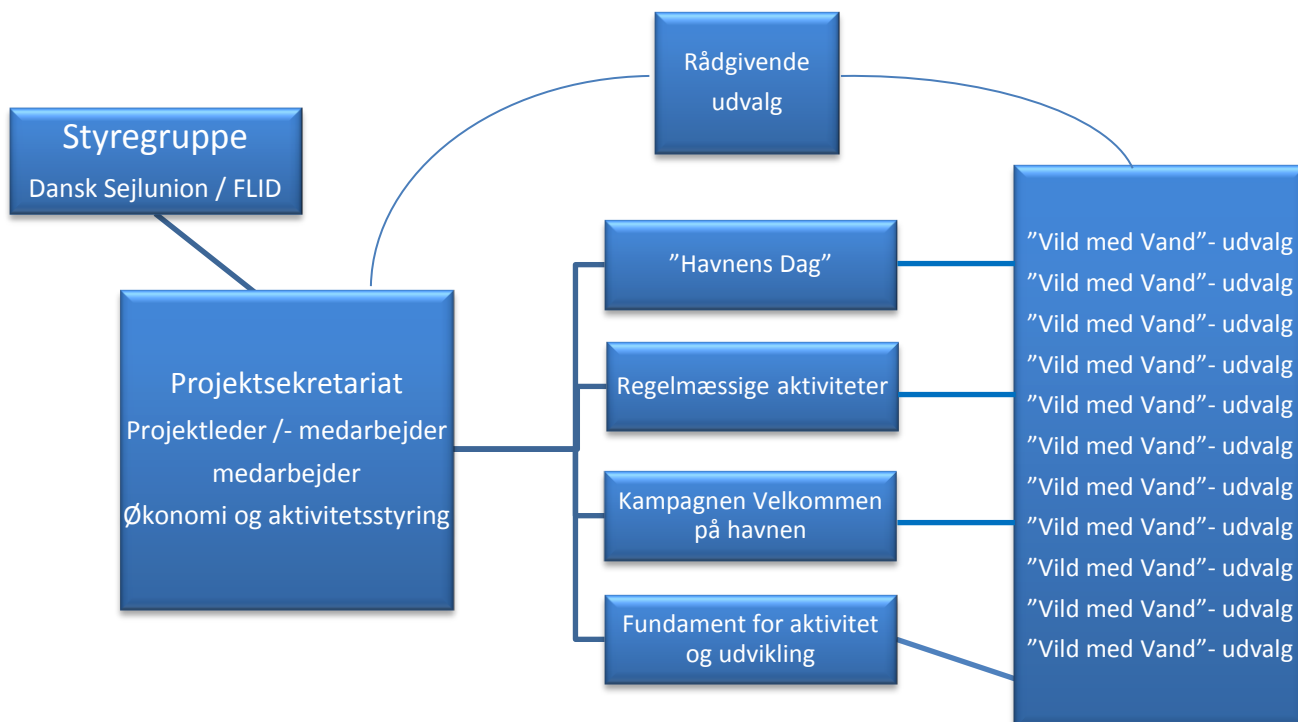 Rådgivende
udvalg
Styregruppe
Dansk Sejlunion / FLID
Projektsekretariat
Projektleder /- medarbejder
medarbejder
Økonomi og aktivitetsstyring
”Havnens Dag”
Regelmæssige aktiviteter
Kampagnen Velkommen
på havnen
Fundament for aktivitet
og udvikling
”Vild med Vand”- udvalg
”Vild med Vand”- udvalg
”Vild med Vand”- udvalg
”Vild med Vand”- udvalg
”Vild med Vand”- udvalg
”Vild med Vand”- udvalg
”Vild med Vand”- udvalg
”Vild med Vand”- udvalg
”Vild med Vand”- udvalg
”Vild med Vand”- udvalg
”Vild med Vand”- udvalg